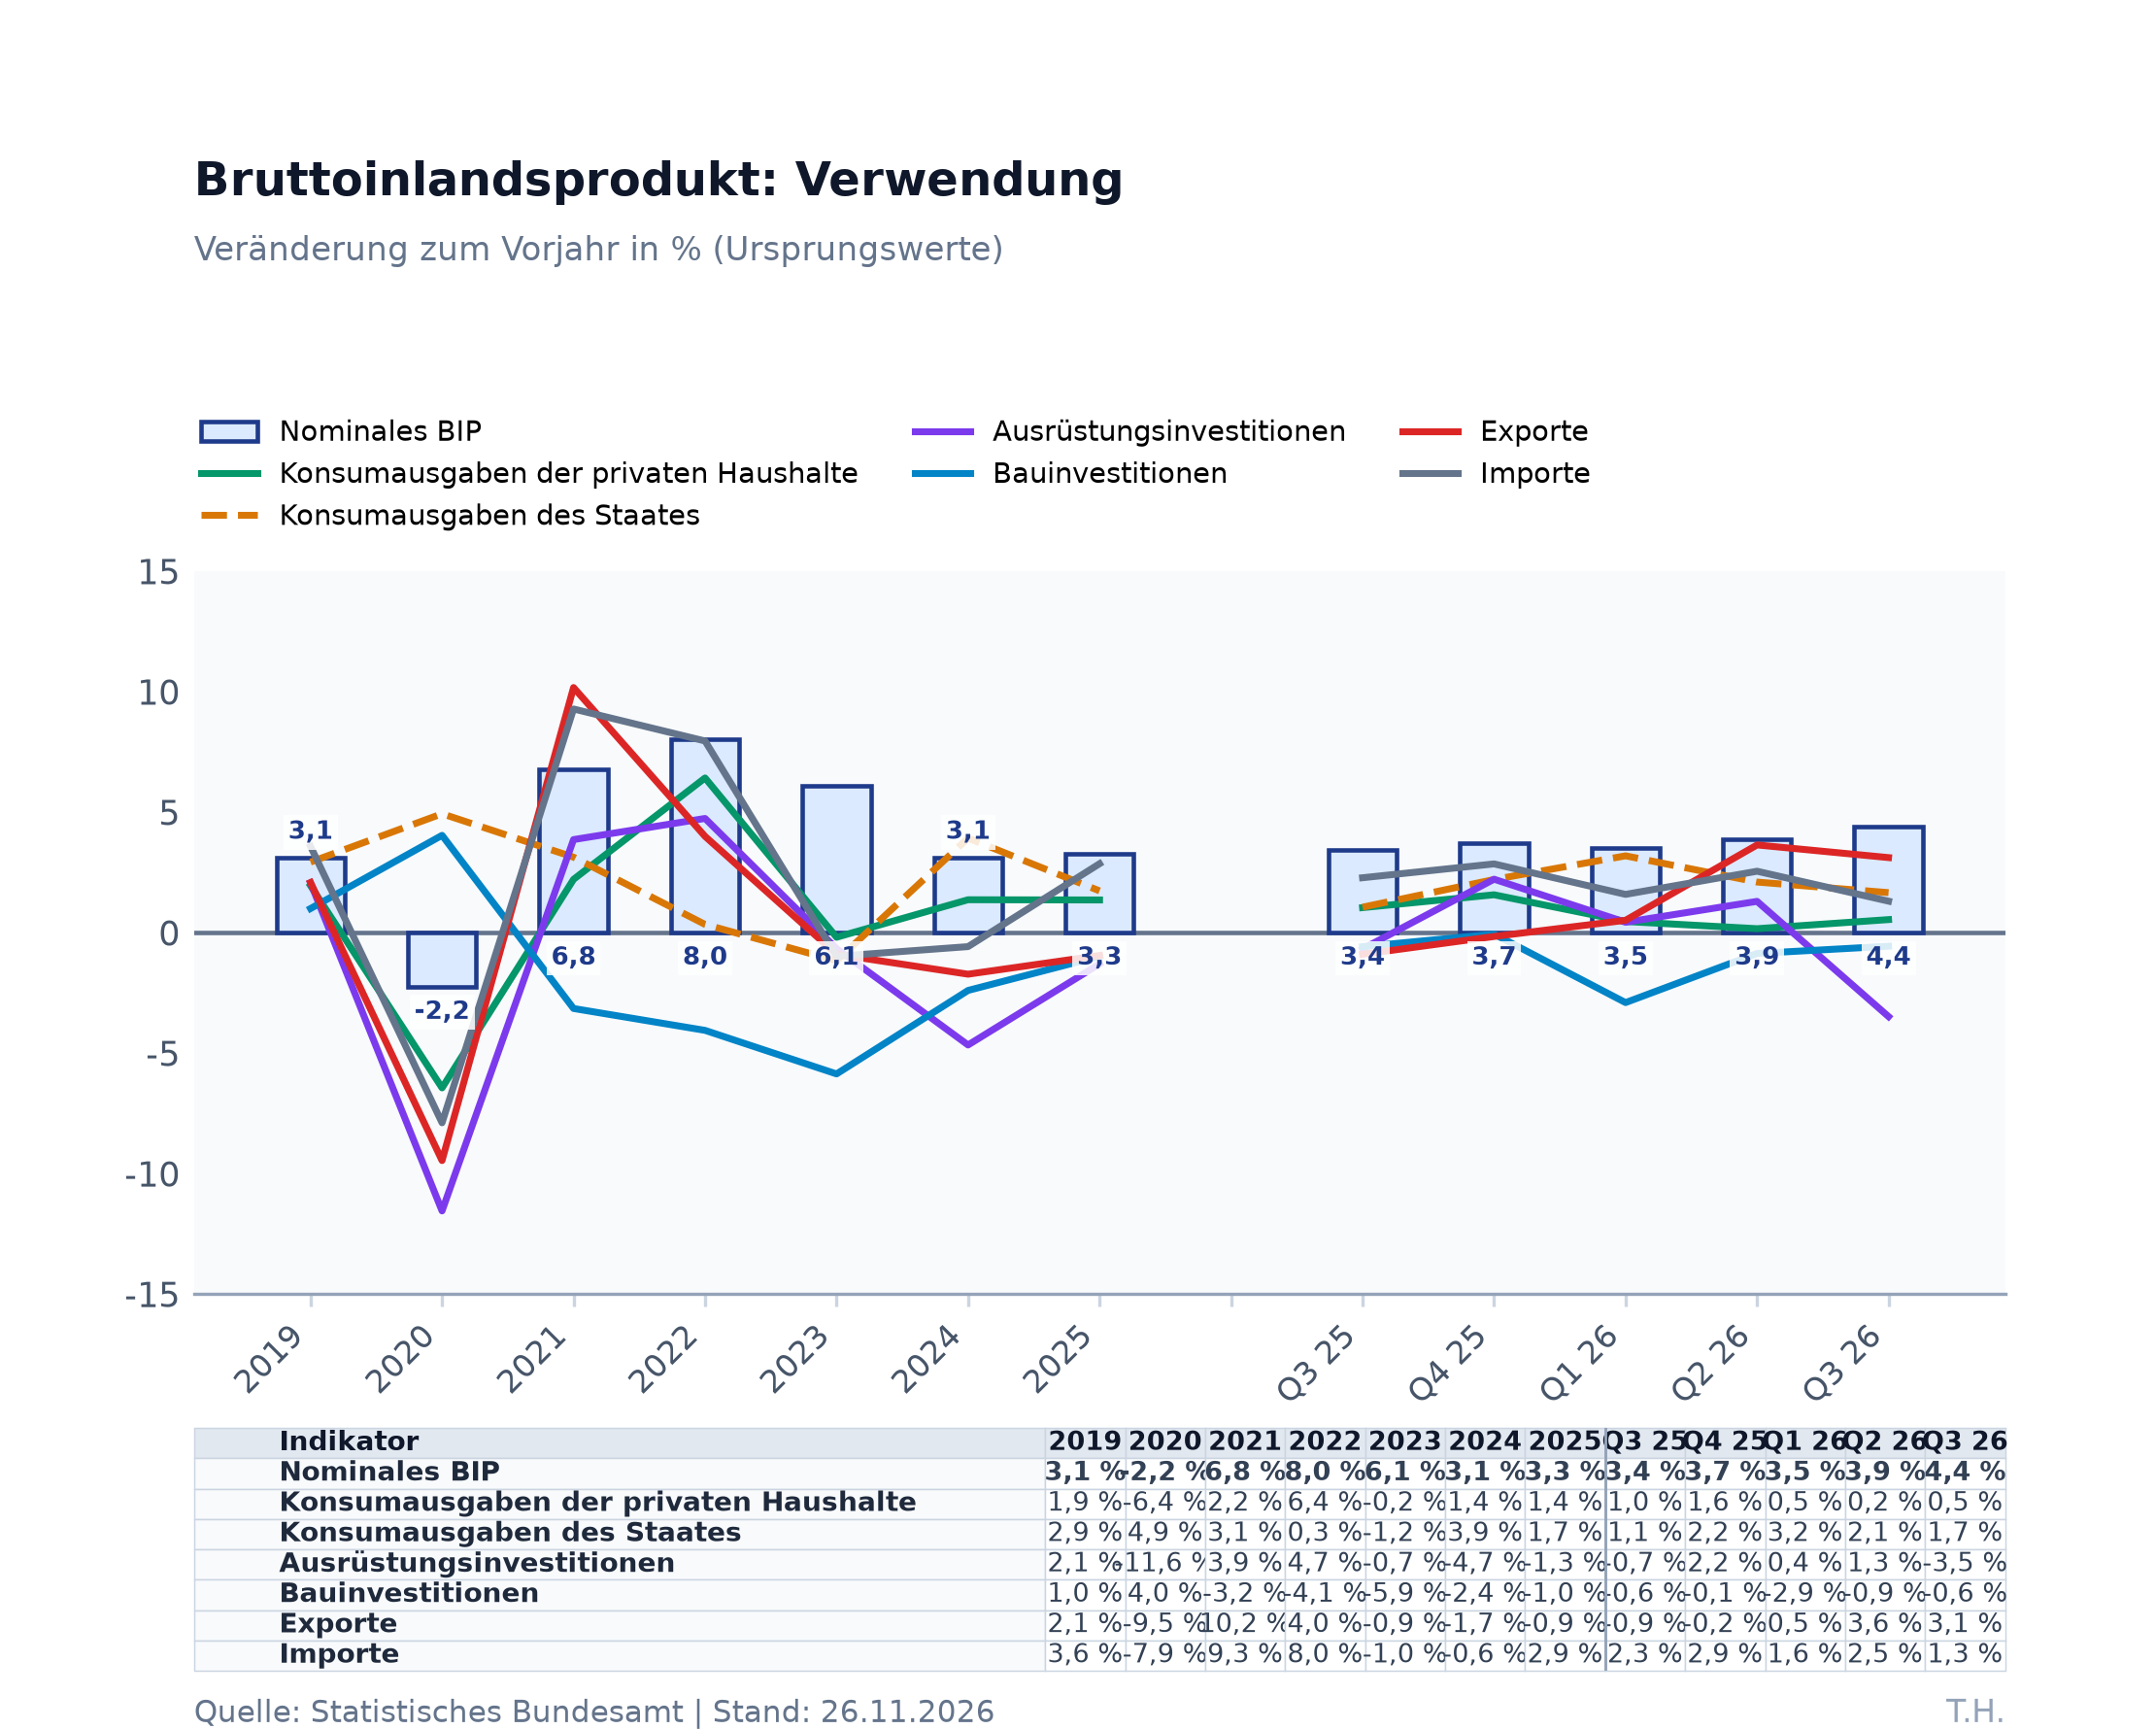 Bruttoinlandsprodukt: Verwendung
Veränderung zum Vorjahr in % (Ursprungswerte)
Nominales BIP Ausrüstungsinvestitionen Exporte
Konsumausgaben der privaten Haushalte Bauinvestitionen Importe
Konsumausgaben des Staates
15
10
5
0
-5
-10
-15
3,1 -2,2 6,8 8,0 6,1 3,1 3,3 3,4 3,7 3,5 3,9 4,4
2019 2020 2021 2022 2023 2024 2025 Q3 25 Q4 25 Q1 26 Q2 26 Q3 26
Indikator 2019 2020 2021 2022 2023 2024 2025 Q3 25 Q4 25 Q1 26 Q2 26 Q3 26
Nominales BIP 3,1 % -2,2 % 6,8 % 8,0 % 6,1 % 3,1 % 3,3 % 3,4 % 3,7 % 3,5 % 3,9 % 4,4 %
Konsumausgaben der privaten Haushalte 1,9 % -6,4 % 2,2 % 6,4 % -0,2 % 1,4 % 1,4 % 1,0 % 1,6 % 0,5 % 0,2 % 0,5 %
Konsumausgaben des Staates 2,9 % 4,9 % 3,1 % 0,3 % -1,2 % 3,9 % 1,7 % 1,1 % 2,2 % 3,2 % 2,1 % 1,7 %
Ausrüstungsinvestitionen 2,1 % -11,6 % 3,9 % 4,7 % -0,7 % -4,7 % -1,3 % -0,7 % 2,2 % 0,4 % 1,3 % -3,5 %
Bauinvestitionen 1,0 % 4,0 % -3,2 % -4,1 % -5,9 % -2,4 % -1,0 % -0,6 % -0,1 % -2,9 % -0,9 % -0,6 %
Exporte 2,1 % -9,5 % 10,2 % 4,0 % -0,9 % -1,7 % -0,9 % -0,9 % -0,2 % 0,5 % 3,6 % 3,1 %
Importe 3,6 % -7,9 % 9,3 % 8,0 % -1,0 % -0,6 % 2,9 % 2,3 % 2,9 % 1,6 % 2,5 % 1,3 %
Quelle: Statistisches Bundesamt | Stand: 26.11.2026 T.H.